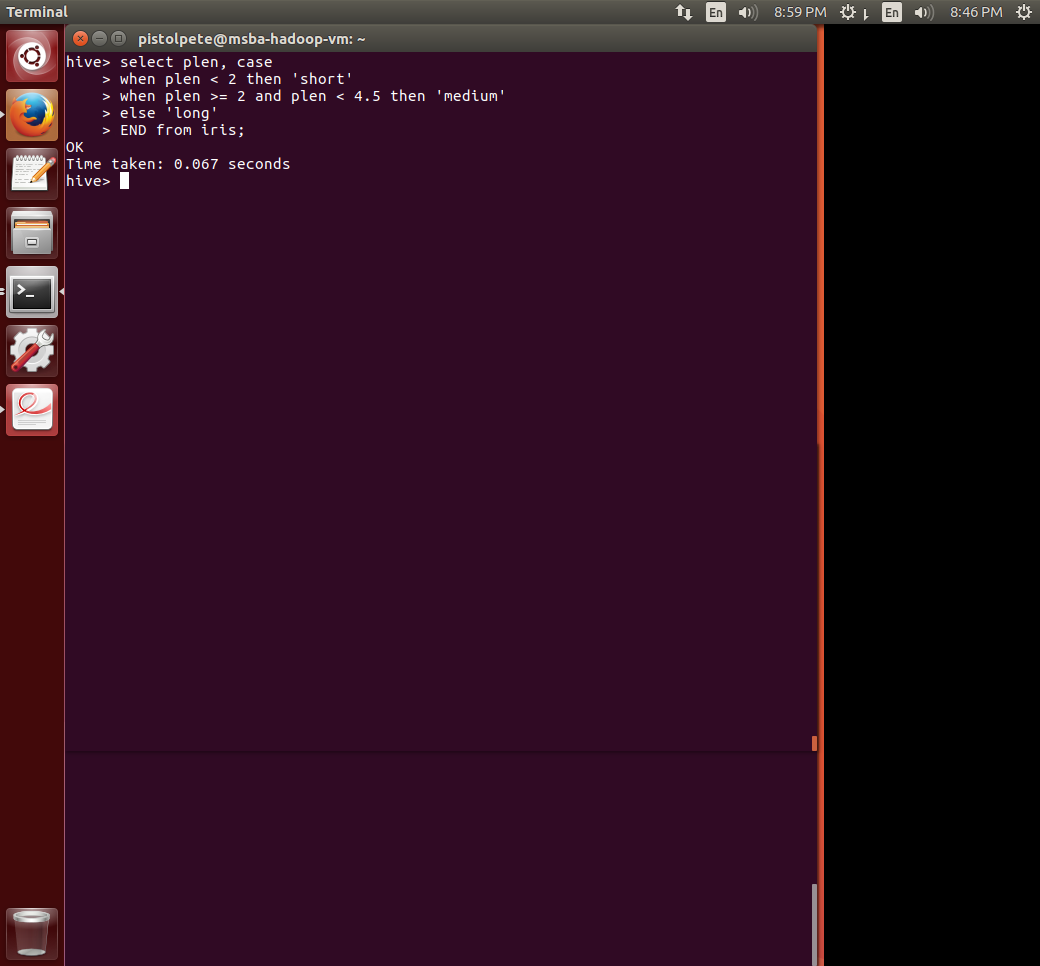 Terminal
En
8:59 PM
En
8:46 PM
pistolpete@msba-hadoop-vm: ~
hive> select plen, case
    > when plen < 2 then 'short'
    > when plen >= 2 and plen < 4.5 then 'medium'
    > else 'long'
    > END from iris;
OK
Time taken: 0.067 seconds
hive>